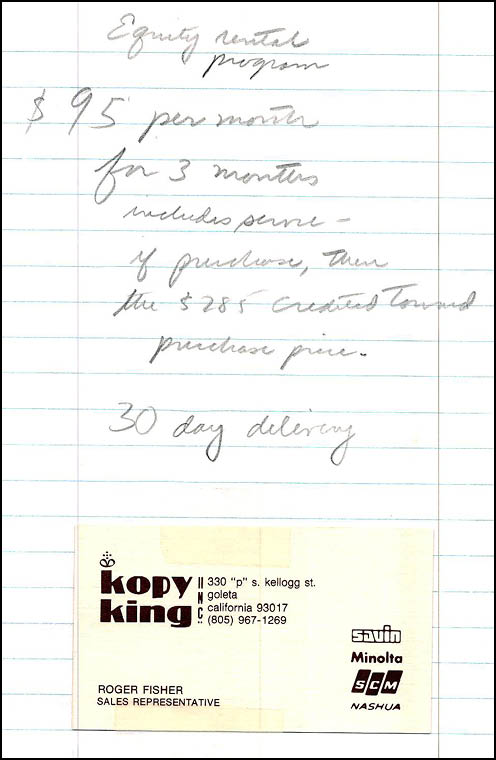 Equity rental
program
$95 per month
for 3 months
includes service -
if purchase, then
the $285 credited toward
purchase price.
30 day delivery
kopy
king
INC.
330 "p" s. kellogg st.
goleta
california 93017
(805) 967-1269
savin
Minolta
SCM
NASHUA
ROGER FISHER
SALES REPRESENTATIVE